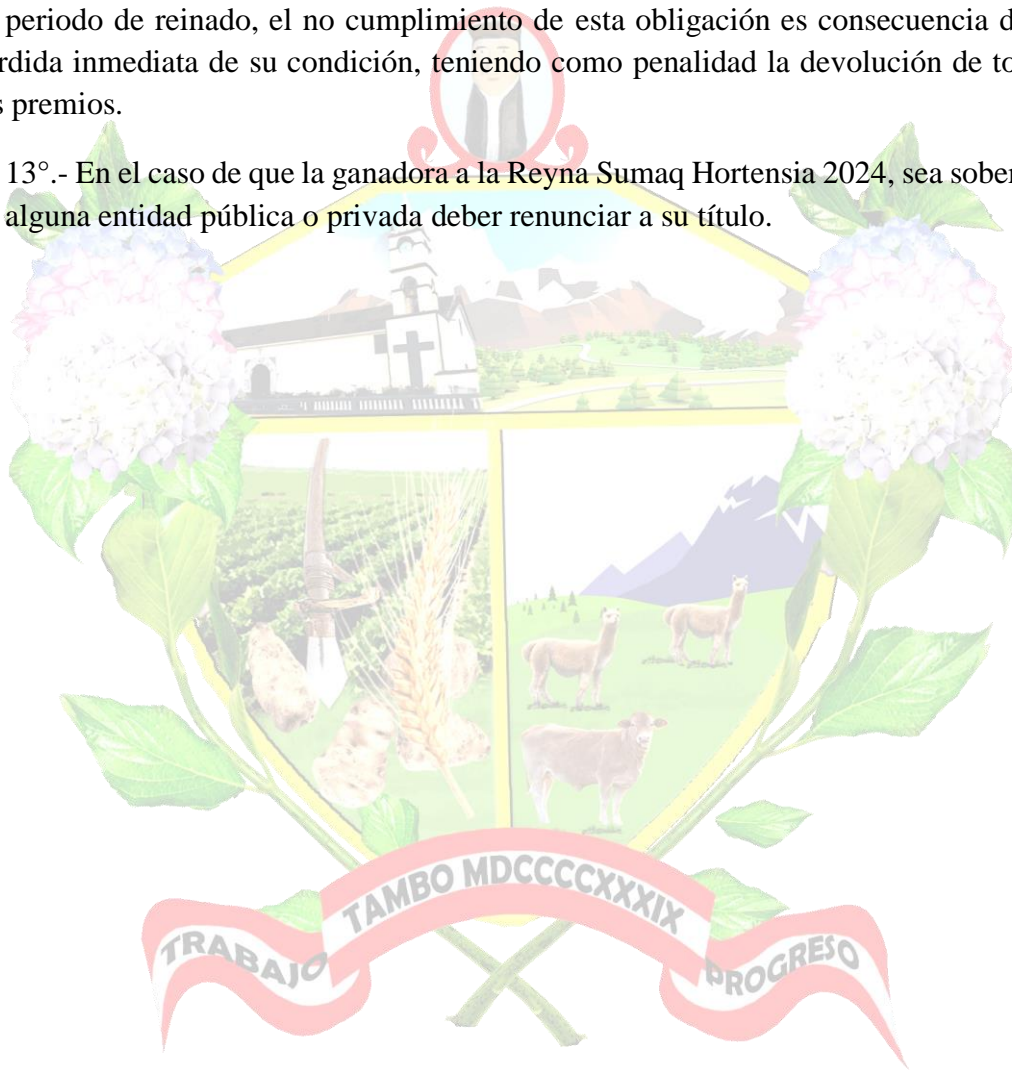 periodo de reinado, el no cumplimiento de esta obligación es consecuencia d
rdida inmediata de su condición, teniendo como penalidad la devolución de to
s premios.
13°.- En el caso de que la ganadora a la Reyna Sumaq Hortensia 2024, sea sober
alguna entidad pública o privada deber renunciar a su título.
TAMBO MDCCCCXXXIX
TRABAJO
PROGRESO